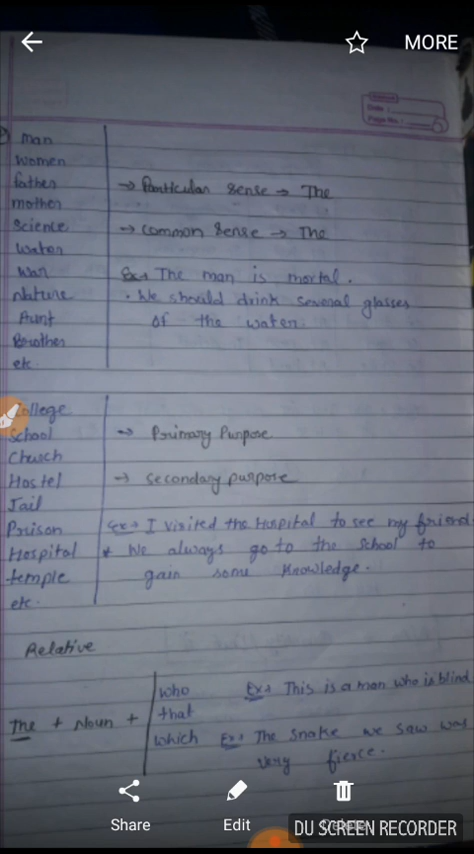 MORE
Date :
Page No. :
Man
Women
Father
Mother
→ Particular Sense → The
Science
→ Common Sense → The
Water
War
Ex→ The man is mortal.
Nature
• We should drink several glasses
Aunt
of the water.
Brother
etc.
College
School
→ Primary Purpose
Church
Hostel
→ Secondary purpose
Jail
Prison
Ex→ I visited the Hospital to see my friend
Hospital
* We always go to the school to
temple
gain some knowledge.
etc.
Relative
who Ex→ This is a man who is blind
The + Noun + that
which Ex→ The snake we saw was
very fierce.
Share Edit
DU SCREEN RECORDER